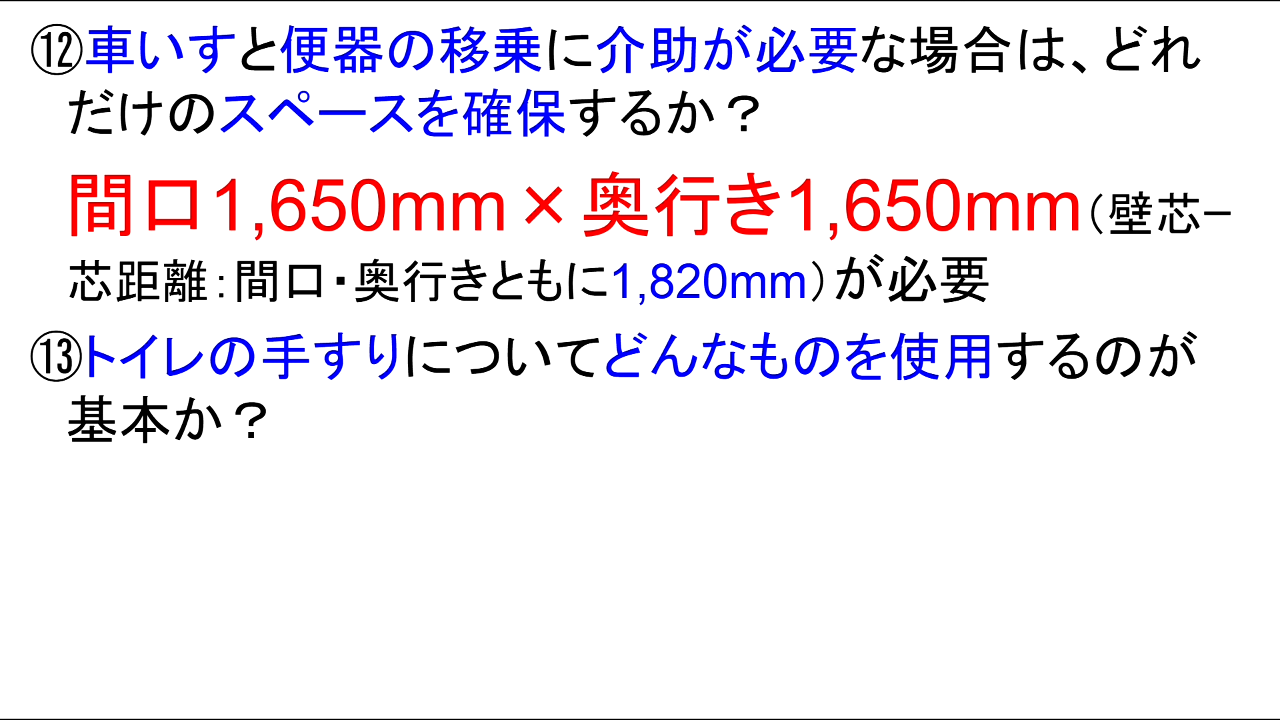 ⑫車いすと便器の移乗に介助が必要な場合は、どれ
だけのスペースを確保するか？
間口1,650mm×奥行き1,650mm（壁芯−
芯距離：間口・奥行きともに1,820mm）が必要
⑬トイレの手すりについてどんなものを使用するのが
基本か？